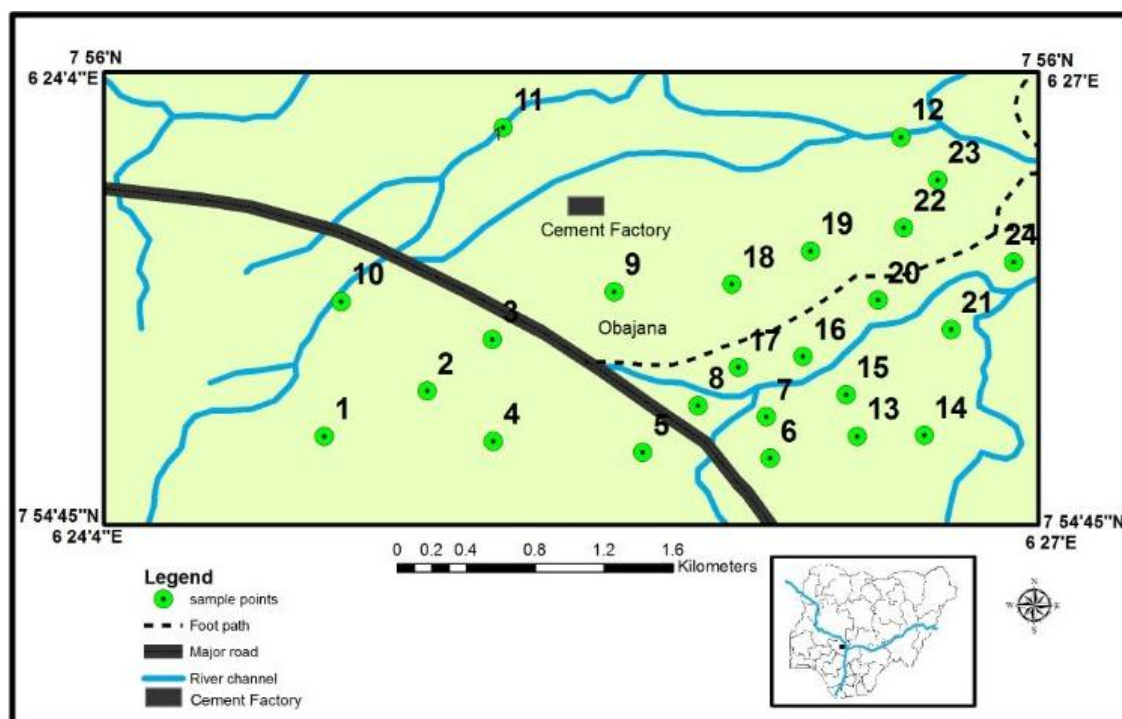 7 56'N
6 24'4''E
7 56'N
6 27'E
11
1
12
23
22
19
24
18
9
20
10
21
3
16
17
2
15
8
7
1
4
5
6
13
14
Cement Factory
Obajana
7 54'45''N
6 24'4''E
7 54'45''N
6 27'E
0 0.2 0.4 0.8 1.2 1.6
Kilometers
Legend
sample points
Foot path
Major road
River channel
Cement Factory
N
W E
S